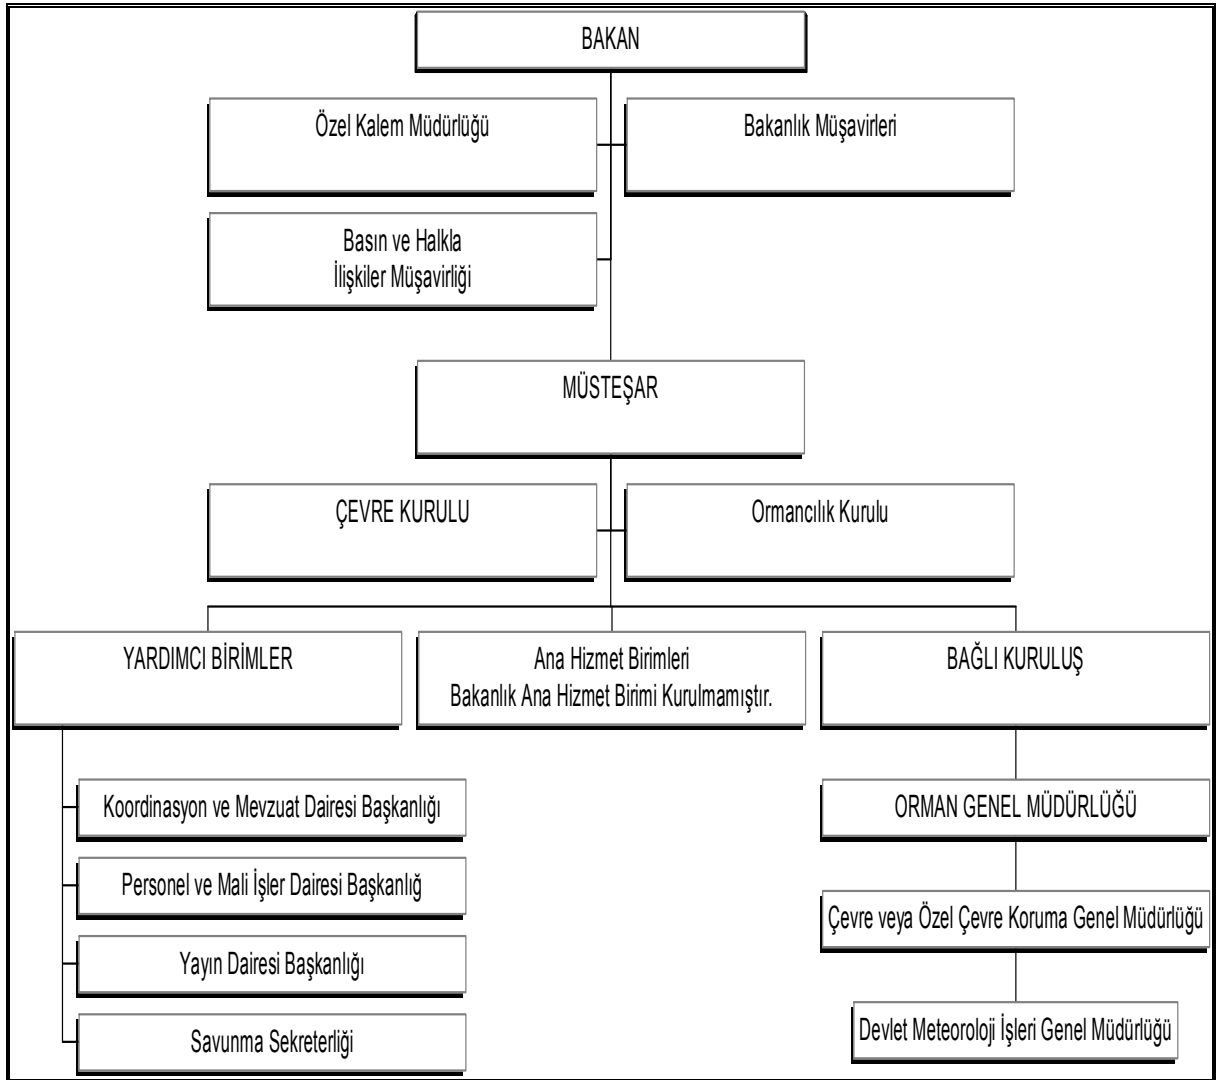 BAKAN
Özel Kalem Müdürlüğü
Bakanlık Müşavirleri
Basın ve Halkla
İlişkiler Müşavirliği
MÜSTEŞAR
ÇEVRE KURULU
Ormancılık Kurulu
YARDIMCI BİRİMLER
Ana Hizmet Birimleri
Bakanlık Ana Hizmet Birimi Kurulmamıştır.
BAĞLI KURULUŞ
Koordinasyon ve Mevzuat Dairesi Başkanlığı
Personel ve Mali İşler Dairesi Başkanlığ
Yayın Dairesi Başkanlığı
Savunma Sekreterliği
ORMAN GENEL MÜDÜRLÜĞÜ
Çevre veya Özel Çevre Koruma Genel Müdürlüğü
Devlet Meteoroloji İşleri Genel Müdürlüğü